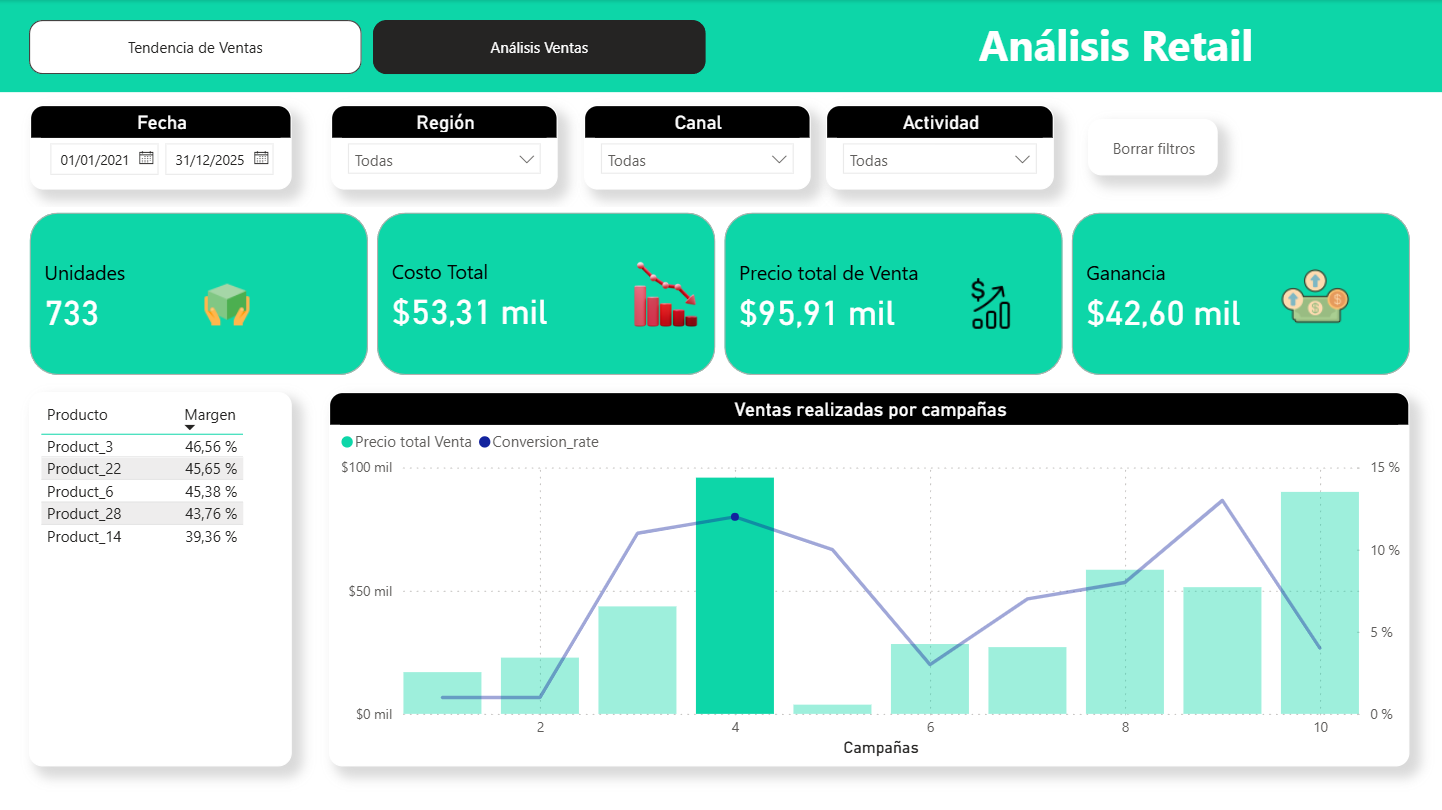 Tendencia de Ventas
Análisis Ventas
Análisis Retail
Fecha
01/01/2021
31/12/2025
Región
Todas
Canal
Todas
Actividad
Todas
Borrar filtros
Unidades
733
Costo Total
$53,31 mil
Precio total de Venta
$95,91 mil
Ganancia
$42,60 mil
Producto Margen
Product_3 46,56 %
Product_22 45,65 %
Product_6 45,38 %
Product_28 43,76 %
Product_14 39,36 %
Ventas realizadas por campañas
Precio total Venta Conversion_rate
$100 mil
$50 mil
$0 mil
15 %
10 %
5 %
0 %
2 4 6 8 10
Campañas